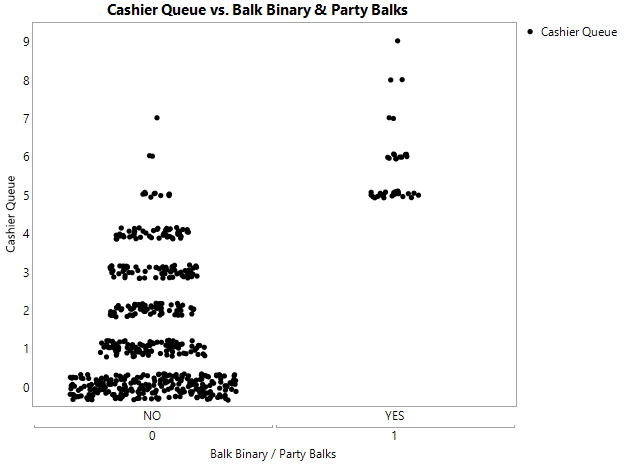 Cashier Queue vs. Balk Binary & Party Balks
Cashier Queue
9
8
7
6
5
4
3
2
1
0
Cashier Queue
NO YES
0 1
Balk Binary / Party Balks